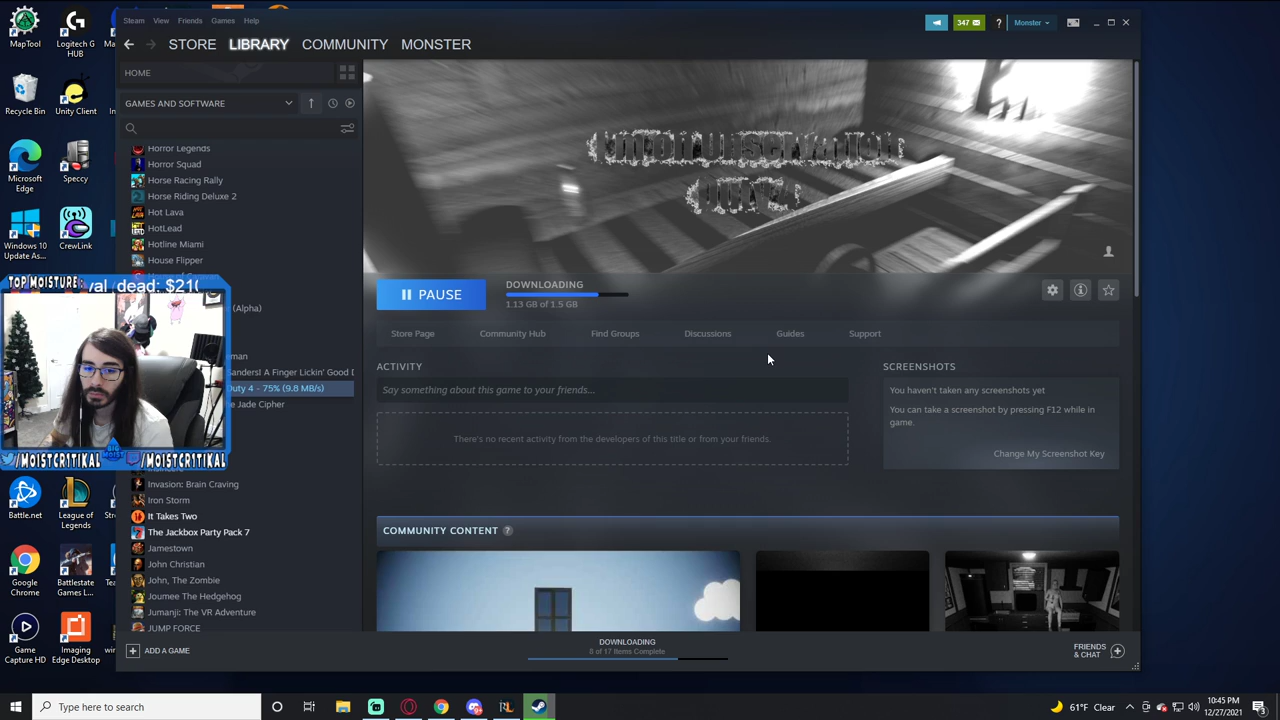 MapTool
Logitech G
HUB
Recycle Bin
Unity Client
Microsoft
Edge
Speccy
Windows 10
Update As...
CrewLink
Steam View Friends Games Help
347
?
Monster
STORE LIBRARY COMMUNITY MONSTER
HOME
GAMES AND SOFTWARE
Horror Legends
Horror Squad
Horse Racing Rally
Horse Riding Deluxe 2
Hot Lava
HotLead
Hotline Miami
House Flipper
(Alpha)
Sanders! A Finger Lickin' Good D
Duty 4 - 75% (9.8 MB/s)
Jade Cipher
Invasion: Brain Craving
Iron Storm
It Takes Two
The Jackbox Party Pack 7
Jamestown
John Christian
John, The Zombie
Joumee The Hedgehog
Jumanji: The VR Adventure
JUMP FORCE
ADD A GAME
TOP MOISTURE:
/dead:
BIG
MOIST
/MOISTCR1TIKAL
/MOISTCR1TIKAL
Battle.net
League of
Legends
Google
Chrome
Battlestate
Games L...
Game
Capture HD
Imaging
Edge Desktop
PAUSE
DOWNLOADING
1.13 GB of 1.5 GB
Store Page Community Hub Find Groups Discussions Guides Support
ACTIVITY
Say something about this game to your friends...
There's no recent activity from the developers of this title or from your friends.
SCREENSHOTS
You haven't taken any screenshots yet
You can take a screenshot by pressing F12 while in
game.
Change My Screenshot Key
COMMUNITY CONTENT ?
DOWNLOADING
8 of 17 Items Complete
FRIENDS
& CHAT
Type here to search
61°F Clear
10:45 PM
12/27/2021